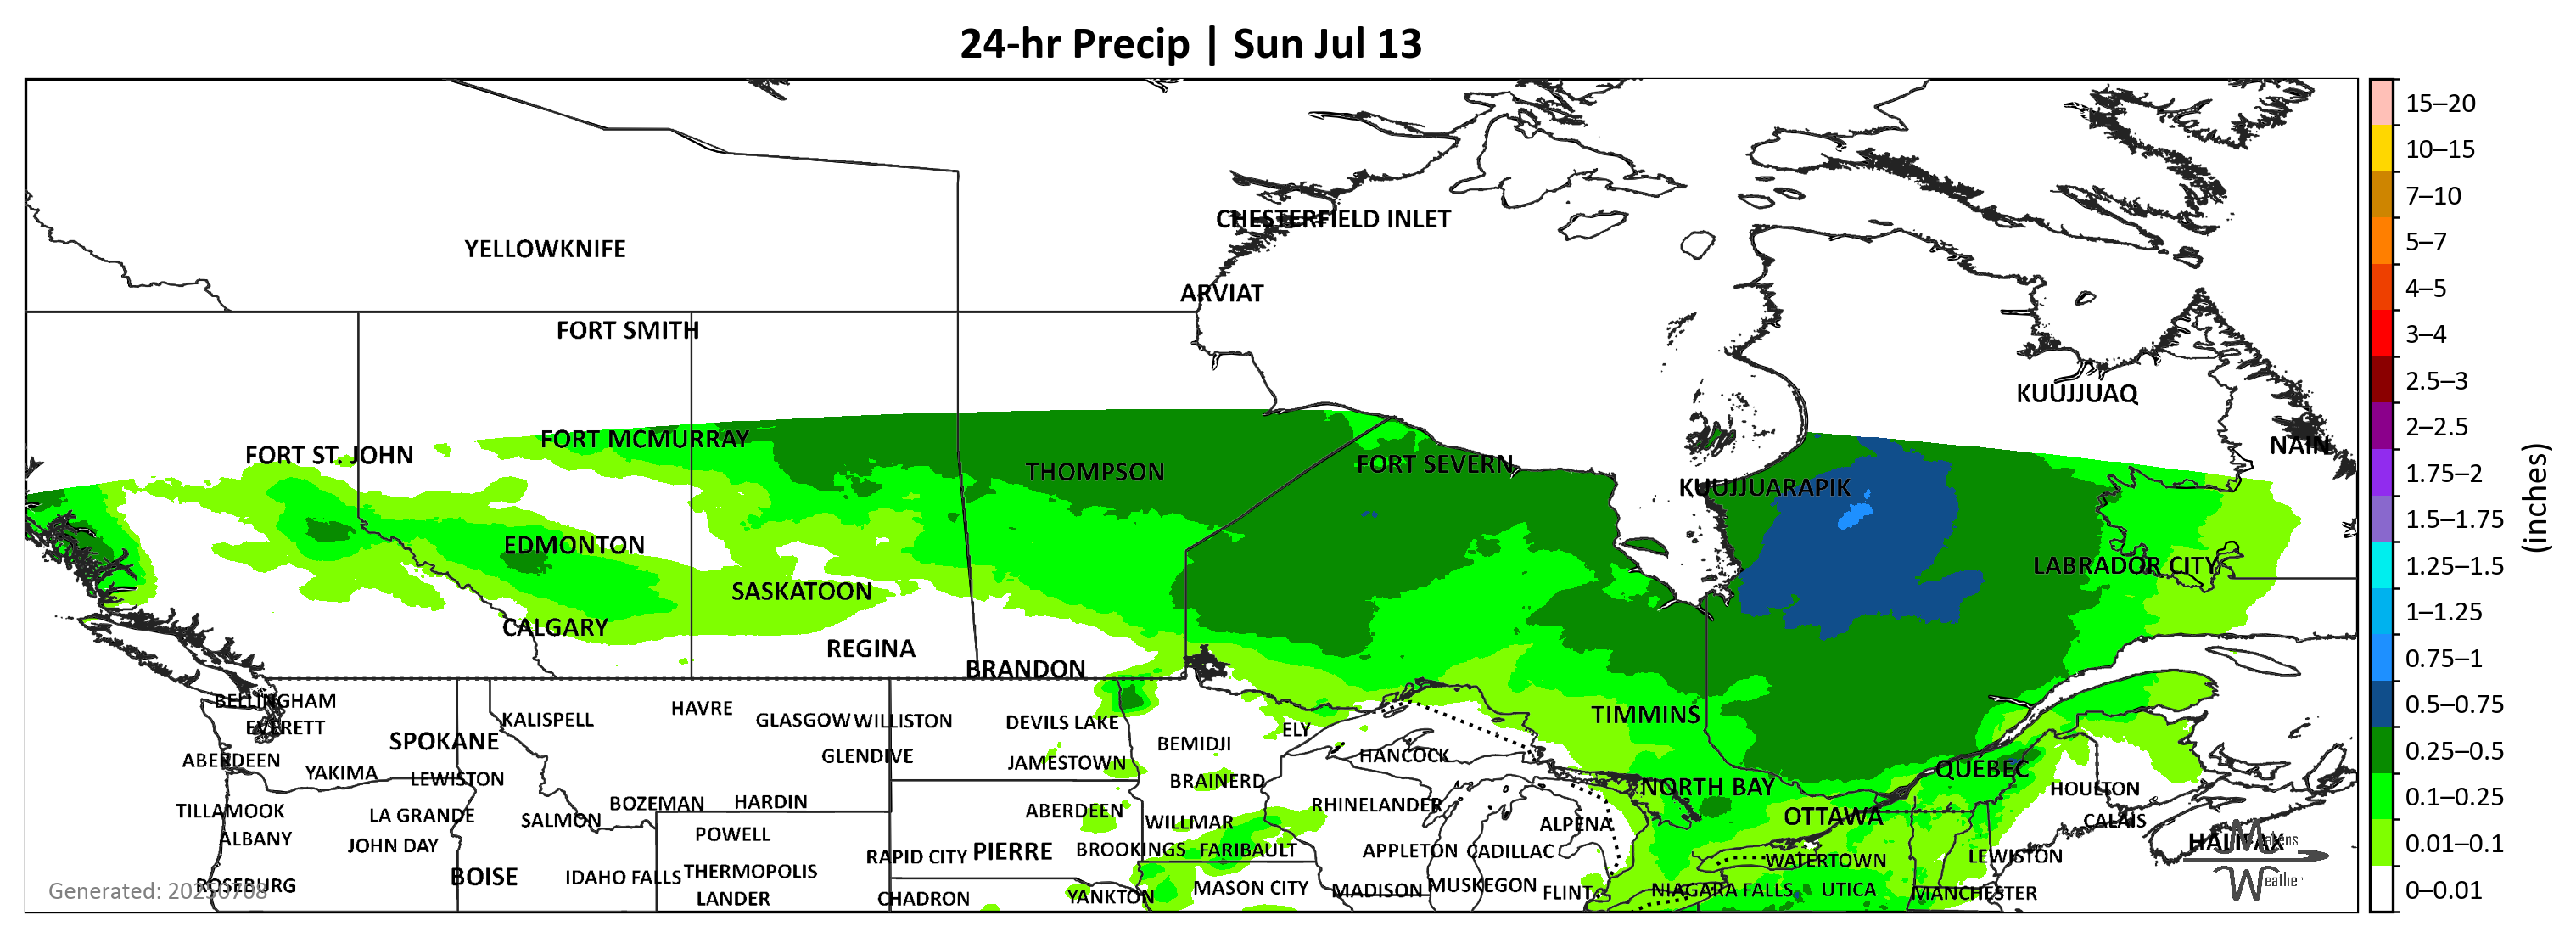 24-hr Precip | Sun Jul 13
15–20
10–15
CHESTERFIELD INLET
7–10
YELLOWKNIFE
5–7
ARVIAT
4–5
FORT SMITH
3–4
KUUJJUAQ
2.5–3
FORT MCMURRAY
NAIN
2–2.5
FORT ST. JOHN
THOMPSON
FORT SEVERN
1.75–2
KUUJJUARAPIK
(inches)
1.5–1.75
EDMONTON
LABRADOR CITY
1.25–1.5
SASKATOON
CALGARY
1–1.25
REGINA
BRANDON
0.75–1
BELLINGHAM
KALISPELL
HAVRE
GLASGOW
WILLISTON
DEVILS LAKE
TIMMINS
0.5–0.75
EVERETT
SPOKANE
BEMIDJI
ELY
ABERDEEN
YAKIMA
LEWISTON
GLENDIVE
JAMESTOWN
HANCOCK
QUÉBEC
0.25–0.5
BRAINERD
NORTH BAY
HOULTON
TILLAMOOK
LA GRANDE
BOZEMAN
HARDIN
ABERDEEN
RHINELANDER
0.1–0.25
SALMON
WILLMAR
ALPENA
OTTAWA
CALAIS
ALBANY
JOHN DAY
POWELL
HALIFAX
Matens
0.01–0.1
RAPID CITY
PIERRE
BROOKINGS
FARIBAULT
APPLETON
CADILLAC
WATERTOWN
LEWISTON
BOISE
IDAHO FALLS
THERMOPOLIS
Weather
Generated: 20250708
ROSEBURG
LANDER
CHADRON
YANKTON
MASON CITY
MADISON
MUSKEGON
FLINT
NIAGARA FALLS
UTICA
MANCHESTER
0–0.01